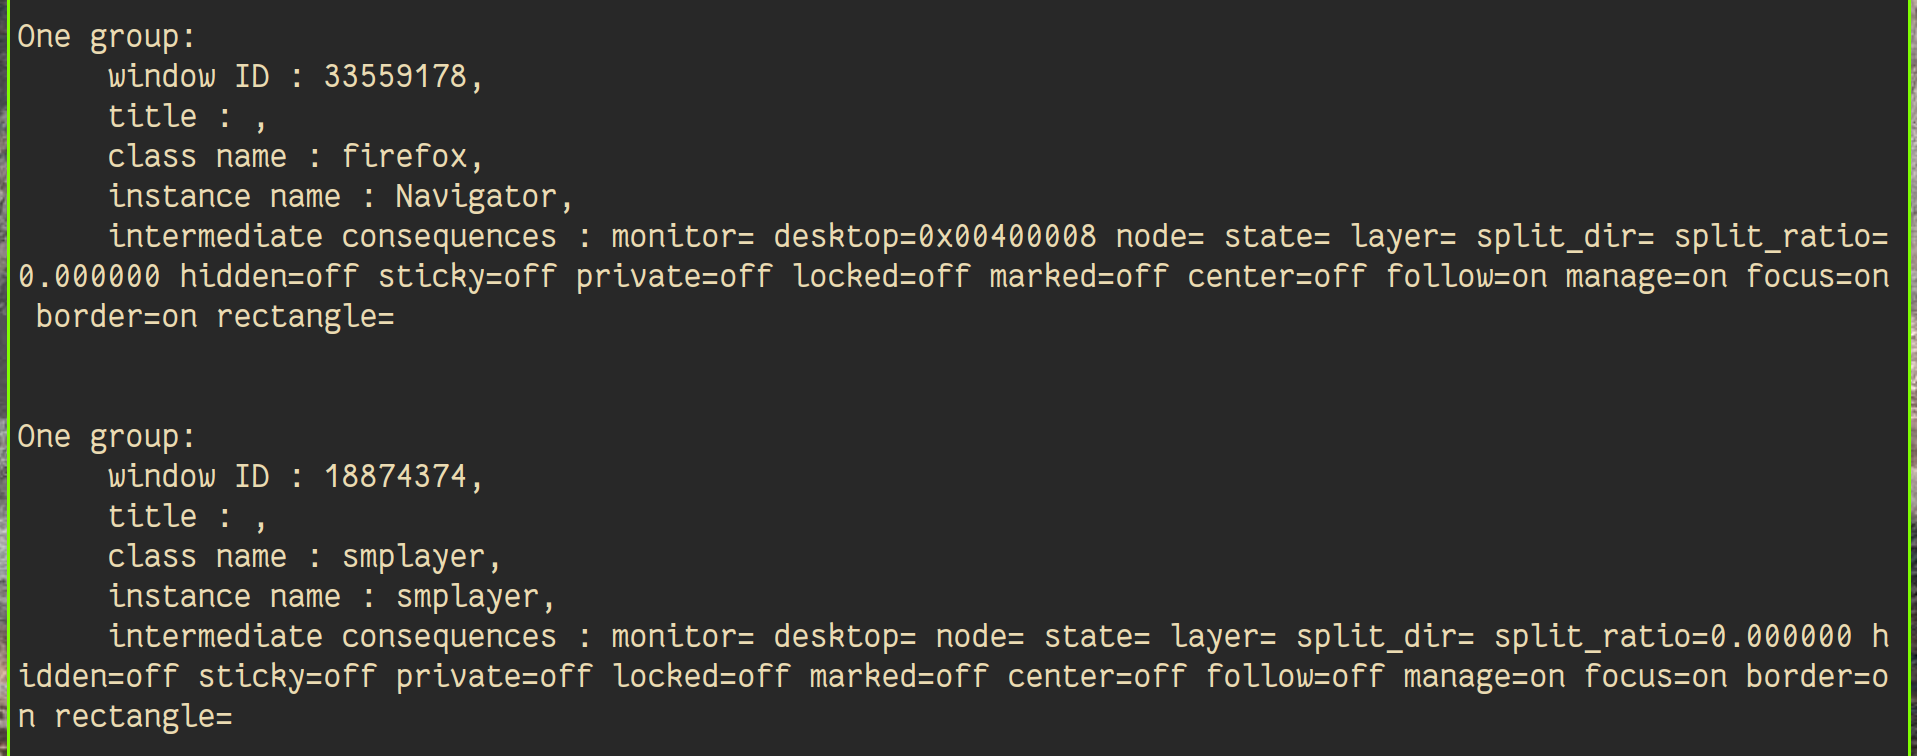 One group:
window ID : 33559178,
title : ,
class name : firefox,
instance name : Navigator,
intermediate consequences : monitor= desktop=0x00400008 node= state= layer= split_dir= split_ratio=
0.000000 hidden=off sticky=off private=off locked=off marked=off center=off follow=on manage=on focus=on
border=on rectangle=
One group:
window ID : 18874374,
title : ,
class name : smplayer,
instance name : smplayer,
intermediate consequences : monitor= desktop= node= state= layer= split_dir= split_ratio=0.000000 h
idden=off sticky=off private=off locked=off marked=off center=off follow=off manage=on focus=on border=o
n rectangle=